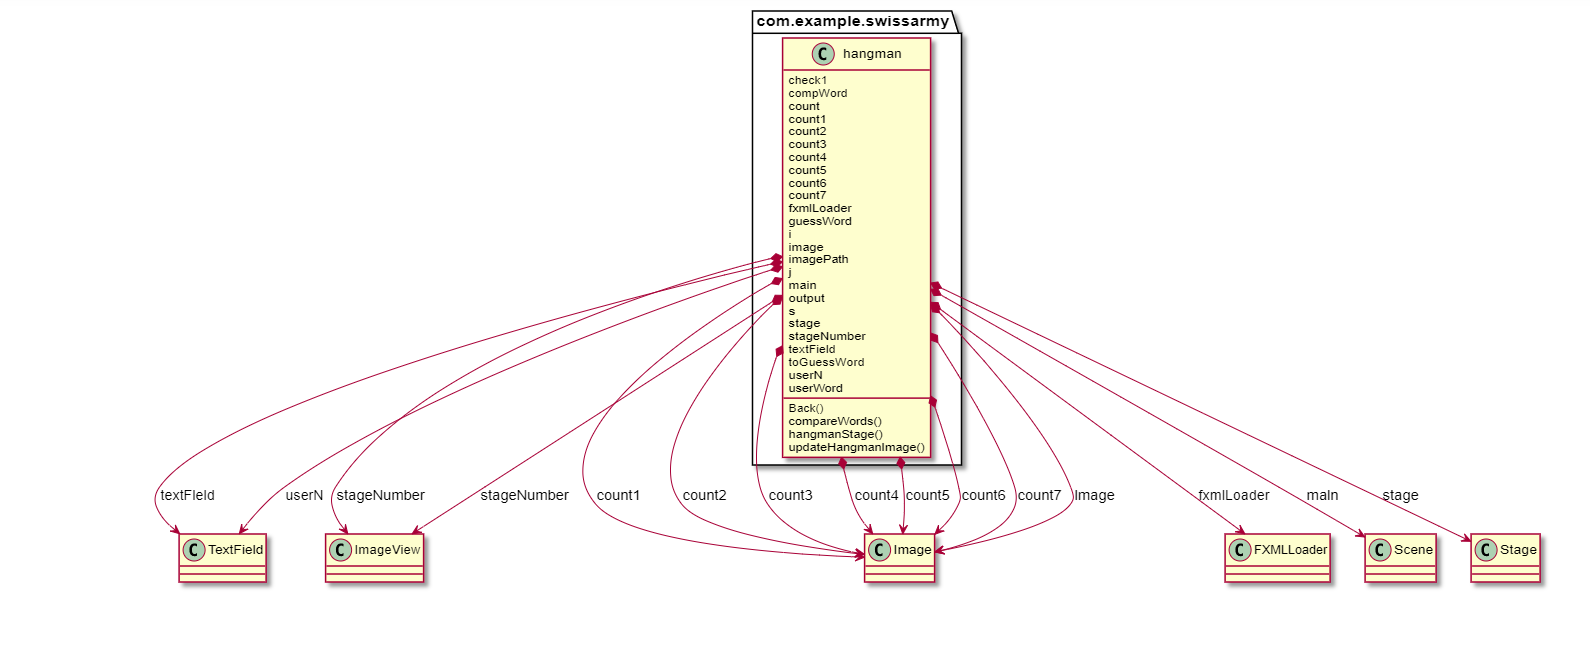 com.example.swissarmy
C hangman
check1
compWord
count
count1
count2
count3
count4
count5
count6
count7
fxmlLoader
guessWord
i
image
imagePath
j
main
output
s
stage
stageNumber
textField
toGuessWord
userN
userWord
Back()
compareWords()
hangmanStage()
updateHangmanImage()
textField userN stageNumber stageNumber count1 count2 count3 count4 count5 count6 count7 image fxmlLoader main stage
C TextField C ImageView C Image C FXMLLoader C Scene C Stage